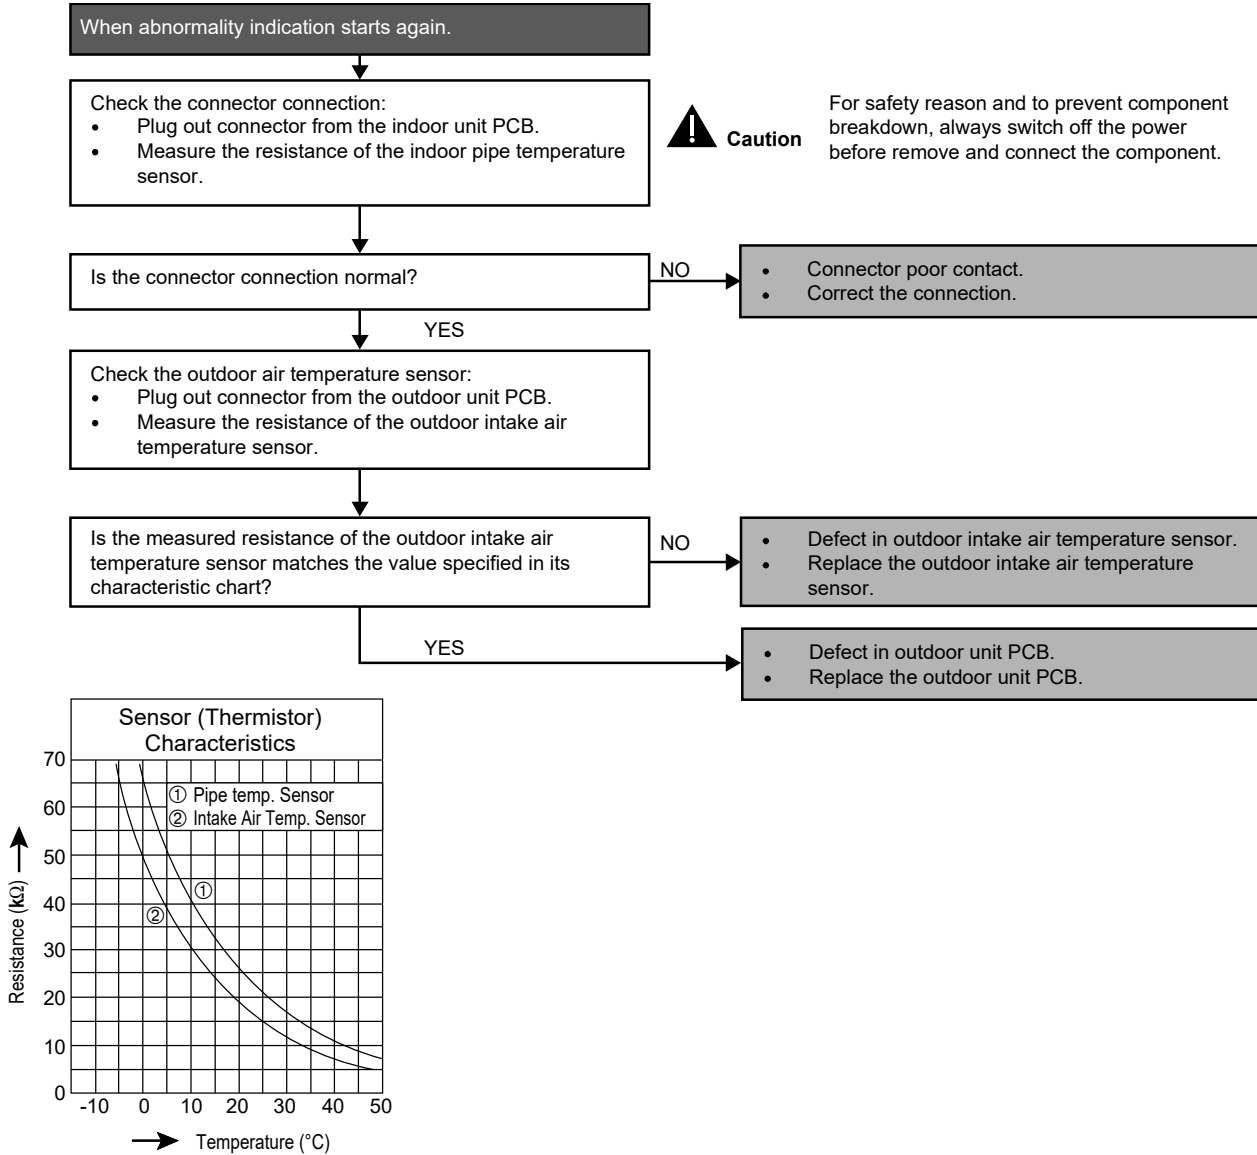 When abnormality indication starts again.
Check the connector connection:
• Plug out connector from the indoor unit PCB.
• Measure the resistance of the indoor pipe temperature
sensor.
Caution
For safety reason and to prevent component
breakdown, always switch off the power
before remove and connect the component.
Is the connector connection normal?
NO
• Connector poor contact.
• Correct the connection.
YES
Check the outdoor air temperature sensor:
• Plug out connector from the outdoor unit PCB.
• Measure the resistance of the outdoor intake air
temperature sensor.
Is the measured resistance of the outdoor intake air
temperature sensor matches the value specified in its
characteristic chart?
NO
• Defect in outdoor intake air temperature sensor.
• Replace the outdoor intake air temperature
sensor.
YES
• Defect in outdoor unit PCB.
• Replace the outdoor unit PCB.
Sensor (Thermistor)
Characteristics
① Pipe temp. Sensor
② Intake Air Temp. Sensor
70
60
50
40
30
20
10
0
①
②
Resistance (kΩ)
-10 0 10 20 30 40 50
Temperature (°C)